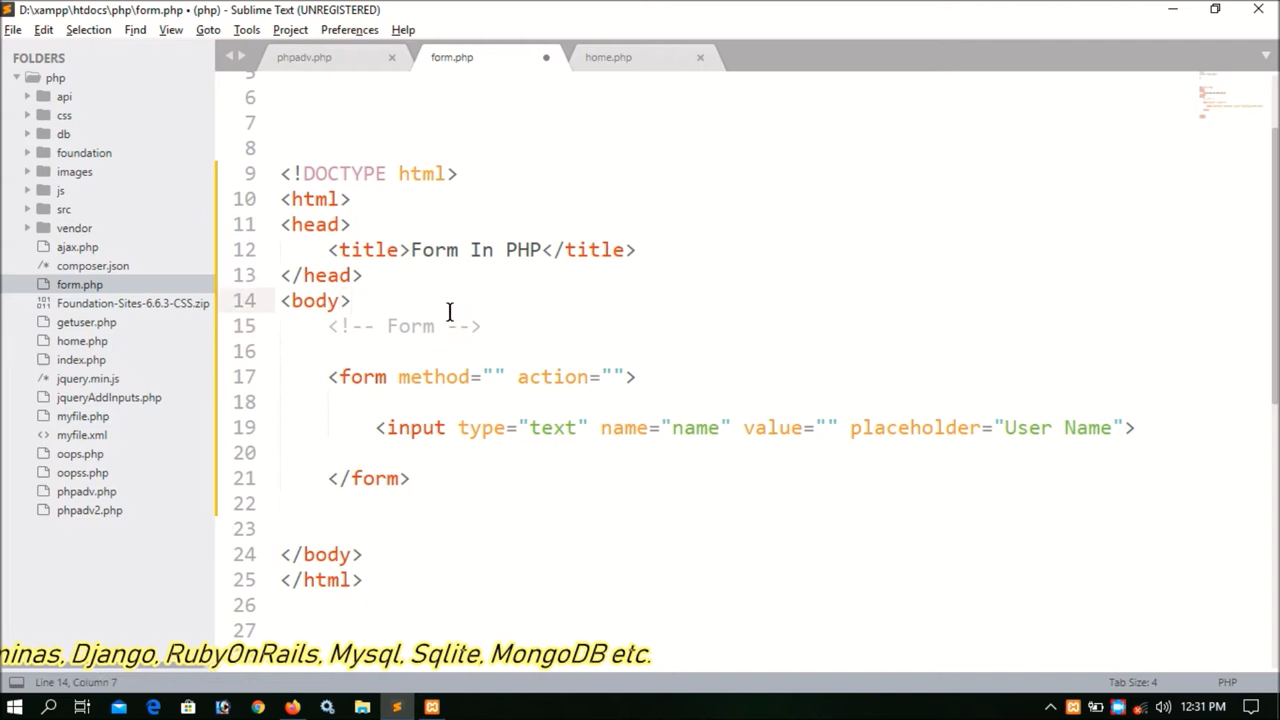 D:\xampp\htdocs\php\form.php • (php) - Sublime Text (UNREGISTERED)
File Edit Selection Find View Goto Tools Project Preferences Help
FOLDERS
php
api
css
db
foundation
images
js
src
vendor
ajax.php
/* composer.json
form.php
Foundation-Sites-6.6.3-CSS.zip
getuser.php
home.php
index.php
/* jquery.min.js
jqueryAddInputs.php
myfile.php
myfile.xml
oops.php
oopss.php
phpadv.php
phpadv2.php
phpadv.php form.php home.php
5
6
7
8
9 <!DOCTYPE html>
10 <html>
11 <head>
12 <title>Form In PHP</title>
13 </head>
14 <body>
15 <!-- Form -->
16
17 <form method="" action="">
18
19 <input type="text" name="name" value="" placeholder="User Name">
20
21 </form>
22
23
24 </body>
25 </html>
26
27
minas, Django, RubyOnRails, Mysql, Sqlite, MongoDB etc.
Line 14, Column 7 Tab Size: 4 PHP
12:31 PM